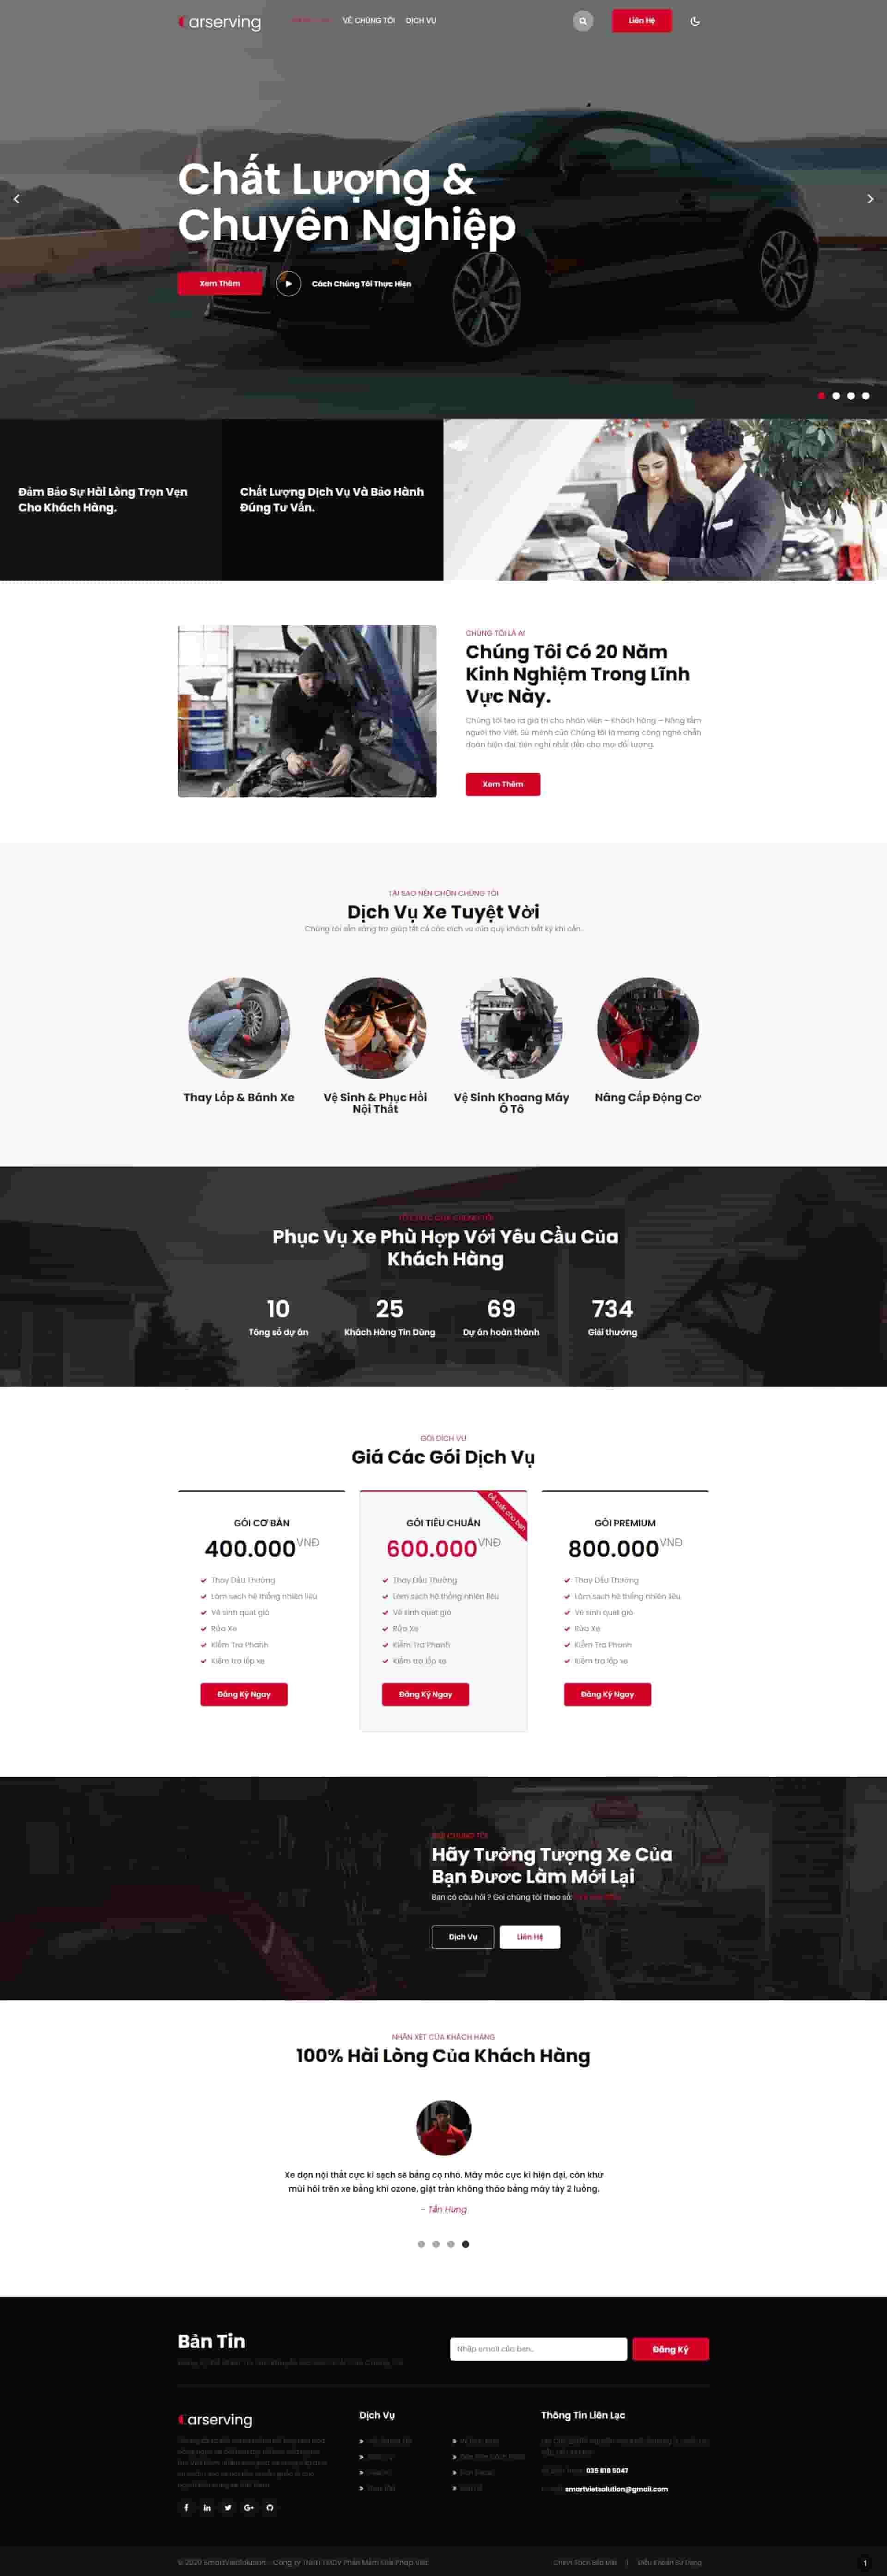 Carserving
VỀ CHÚNG TÔI
DỊCH VỤ
Liên Hệ
Chất Lượng &
Chuyên Nghiệp
Xem Thêm
Cách Chúng Tôi Thực Hiện
Đảm Bảo Sự Hài Lòng Trọn Vẹn
Cho Khách Hàng.
Chất Lượng Dịch Vụ Và Bảo Hành
Đúng Tư Vấn.
CHÚNG TÔI LÀ AI
Chúng Tôi Có 20 Năm
Kinh Nghiệm Trong Lĩnh
Vực Này.
Chúng tôi tạo ra giá trị cho nhân viên – Khách hàng – Nâng tầm
người thợ Việt. Sứ mệnh của Chúng tôi là mang công nghệ chẩn
đoán hiện đại, tiện nghi nhất đến cho mọi đối tượng.
Xem Thêm
TẠI SAO NÊN CHỌN CHÚNG TÔI
Dịch Vụ Xe Tuyệt Vời
Chúng tôi sẵn sàng trợ giúp tất cả các dịch vụ của quý khách bất kỳ khi cần..
Thay Lốp & Bánh Xe
Vệ Sinh & Phục Hồi
Nội Thất
Vệ Sinh Khoang Máy
Ô Tô
Nâng Cấp Động Cơ
Phục Vụ Xe Phù Hợp Với Yêu Cầu Của
Khách Hàng
10
Tổng số dự án
25
Khách Hàng Tin Dùng
69
Dự án hoàn thành
734
Giải thưởng
GÓI DỊCH VỤ
Giá Các Gói Dịch Vụ
GÓI CƠ BẢN
400.000VNĐ
Thay Dầu Thường
Làm sạch hệ thống nhiên liệu
Vệ sinh quạt gió
Rửa Xe
Kiểm Tra Phanh
Kiểm tra lốp xe
Đăng Ký Ngay
Đề xuất cho bạn
GÓI TIÊU CHUẨN
600.000VNĐ
Thay Dầu Thường
Làm sạch hệ thống nhiên liệu
Vệ sinh quạt gió
Rửa Xe
Kiểm Tra Phanh
Kiểm tra lốp xe
Đăng Ký Ngay
GÓI PREMIUM
800.000VNĐ
Thay Dầu Thường
Làm sạch hệ thống nhiên liệu
Vệ sinh quạt gió
Rửa Xe
Kiểm Tra Phanh
Kiểm tra lốp xe
Đăng Ký Ngay
Hãy Tưởng Tượng Xe Của
Bạn Được Làm Mới Lại
Bạn có câu hỏi ? Gọi chúng tôi theo số:
Dịch Vụ
Liên Hệ
NHẬN XÉT CỦA KHÁCH HÀNG
100% Hài Lòng Của Khách Hàng
Xe dọn nội thất cực kì sạch sẽ bằng cọ nhỏ. Máy móc cực kì hiện đại, còn khử
mùi hôi trên xe bằng khí ozone, giặt trần không tháo bằng máy tẩy 2 luồng.
- Tấn Hưng
Bản Tin
Nhập email của bạn..
Đăng Ký
Carserving
Dịch Vụ
Thông Tin Liên Lạc
035 818 5047
smartvietsolution@gmail.com
© 2020 SmartVietSolution - Công ty TNHH TMDV Phần Mềm Giải Pháp Việt
Chính Sách Bảo Mật | Điều Khoản Sử Dụng